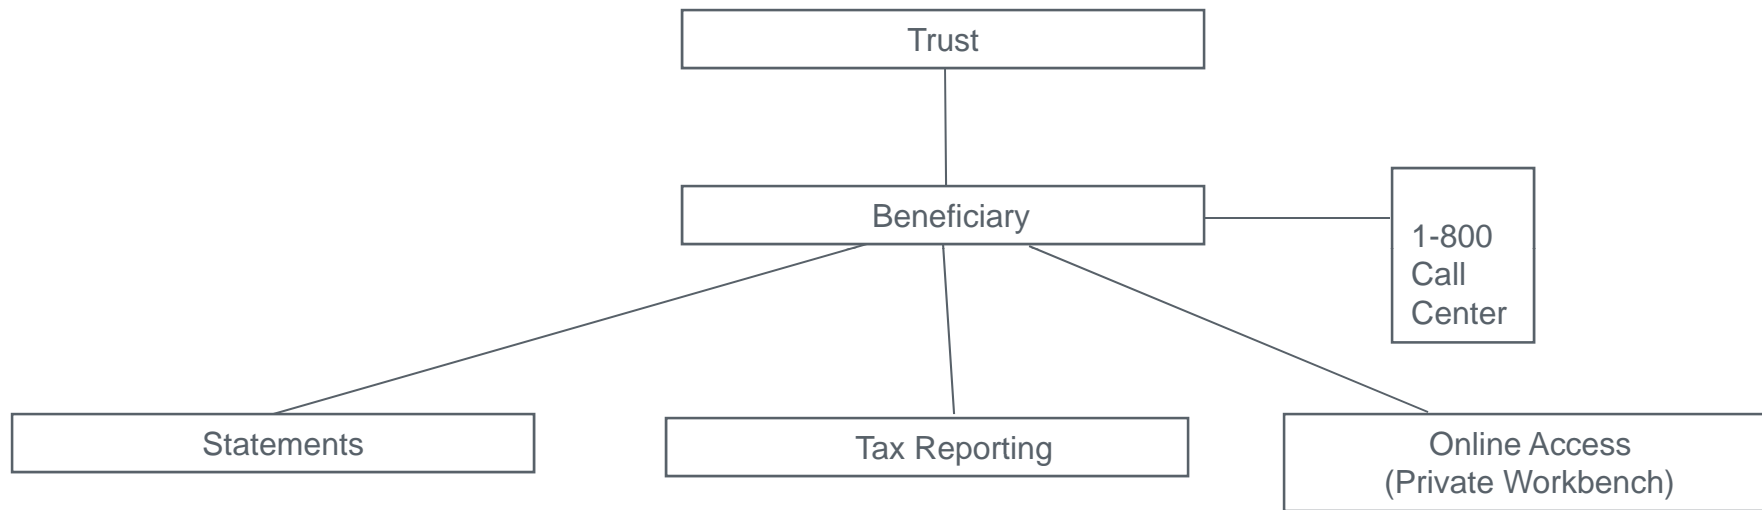 Trust
Beneficiary
1-800
Call
Center
Statements
Tax Reporting
Online Access
(Private Workbench)